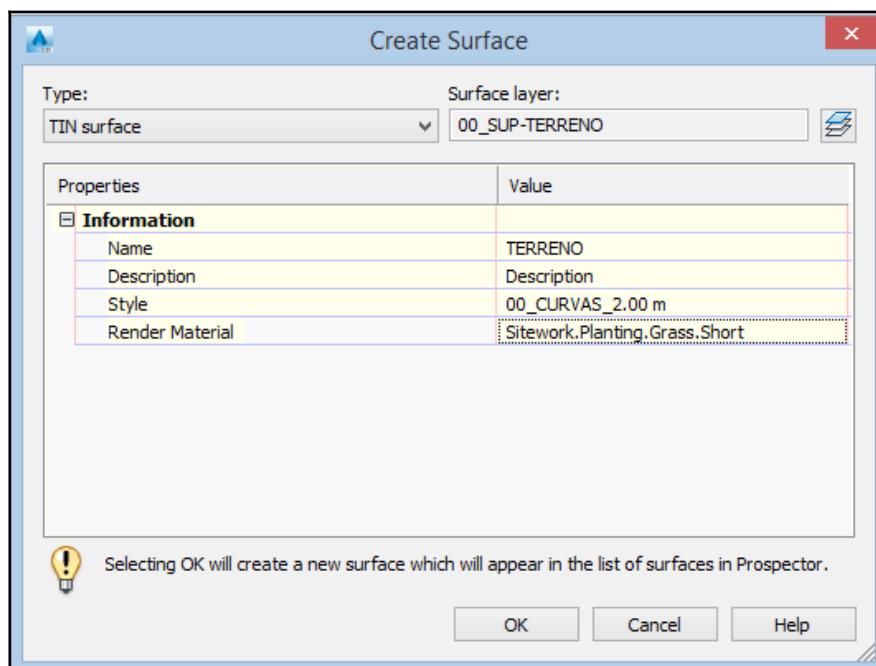 Create Surface
Type:
Surface layer:
TIN surface
00_SUP-TERRENO
Properties
Value
Information
Name
TERRENO
Description
Description
Style
00_CURVAS_2.00 m
Render Material
Sitework.Planting.Grass.Short
Selecting OK will create a new surface which will appear in the list of surfaces in Prospector.
OK
Cancel
Help